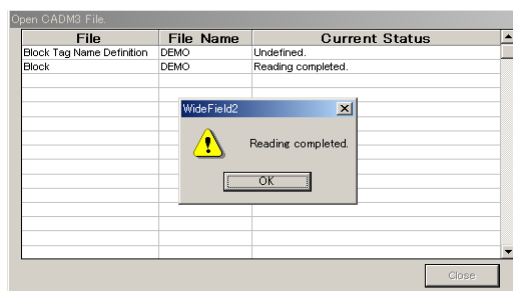 Open CADM3 File.
File File Name Current Status
Block Tag Name Definition DEMO Undefined.
Block DEMO Reading completed.
WideField2
Reading completed.
OK
Close